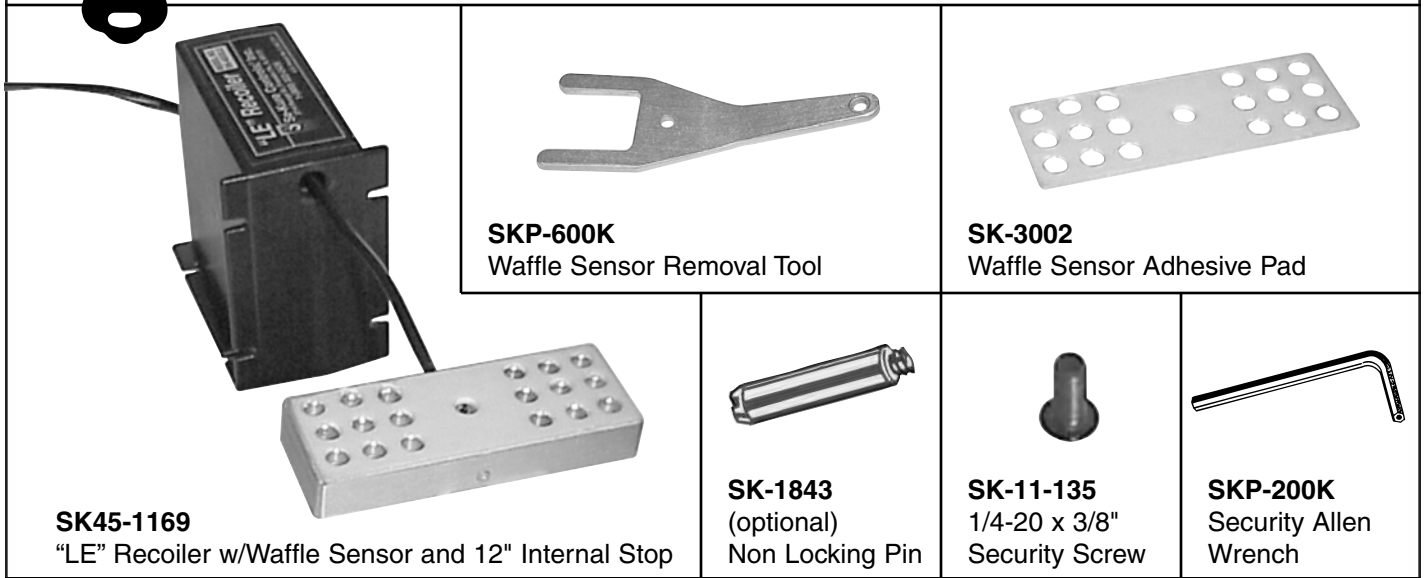 "LE" Recoiler
SKP-600K
Waffle Sensor Removal Tool
SK-3002
Waffle Sensor Adhesive Pad
SK45-1169
“LE” Recoiler w/Waffle Sensor and 12" Internal Stop
SK-1843
(optional)
Non Locking Pin
SK-11-135
1/4-20 x 3/8"
Security Screw
SKP-200K
Security Allen
Wrench